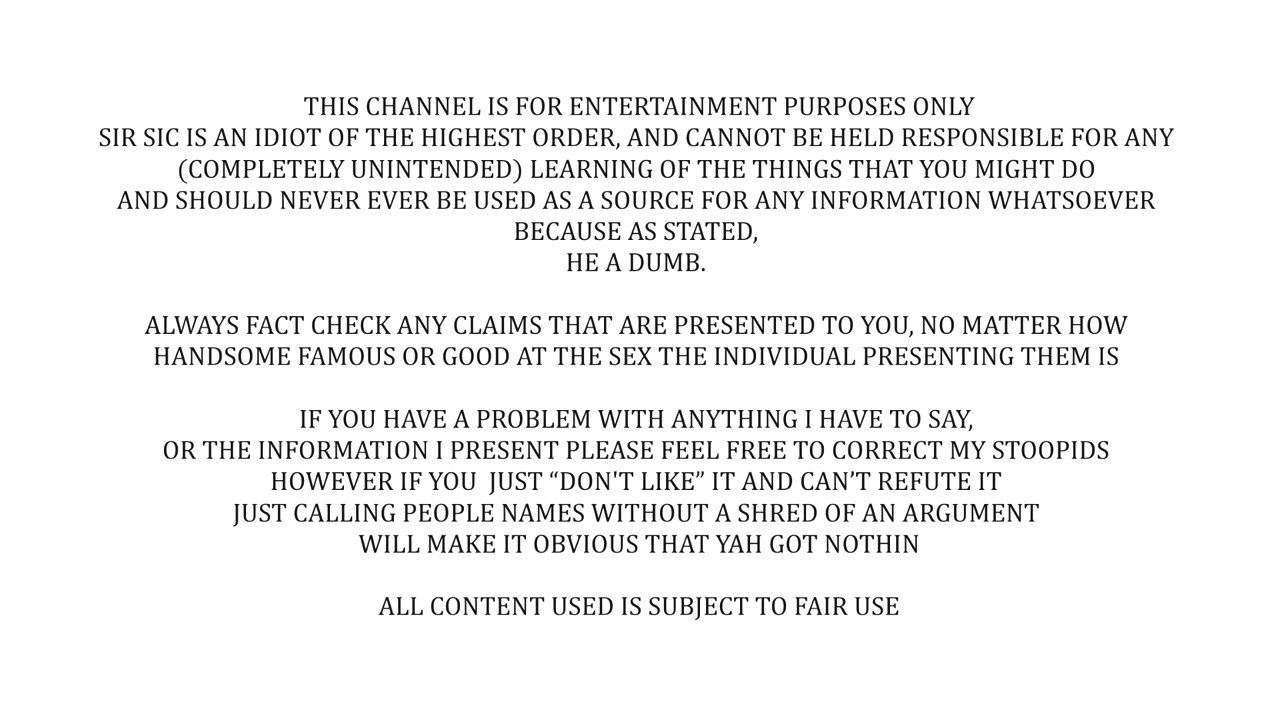 THIS CHANNEL IS FOR ENTERTAINMENT PURPOSES ONLY
SIR SIC IS AN IDIOT OF THE HIGHEST ORDER, AND CANNOT BE HELD RESPONSIBLE FOR ANY
(COMPLETELY UNINTENDED) LEARNING OF THE THINGS THAT YOU MIGHT DO
AND SHOULD NEVER EVER BE USED AS A SOURCE FOR ANY INFORMATION WHATSOEVER
BECAUSE AS STATED,
HE A DUMB.
ALWAYS FACT CHECK ANY CLAIMS THAT ARE PRESENTED TO YOU, NO MATTER HOW
HANDSOME FAMOUS OR GOOD AT THE SEX THE INDIVIDUAL PRESENTING THEM IS
IF YOU HAVE A PROBLEM WITH ANYTHING I HAVE TO SAY,
OR THE INFORMATION I PRESENT PLEASE FEEL FREE TO CORRECT MY STOOPIDS
HOWEVER IF YOU  JUST “DON'T LIKE” IT AND CAN’T REFUTE IT
JUST CALLING PEOPLE NAMES WITHOUT A SHRED OF AN ARGUMENT
WILL MAKE IT OBVIOUS THAT YAH GOT NOTHIN
ALL CONTENT USED IS SUBJECT TO FAIR USE